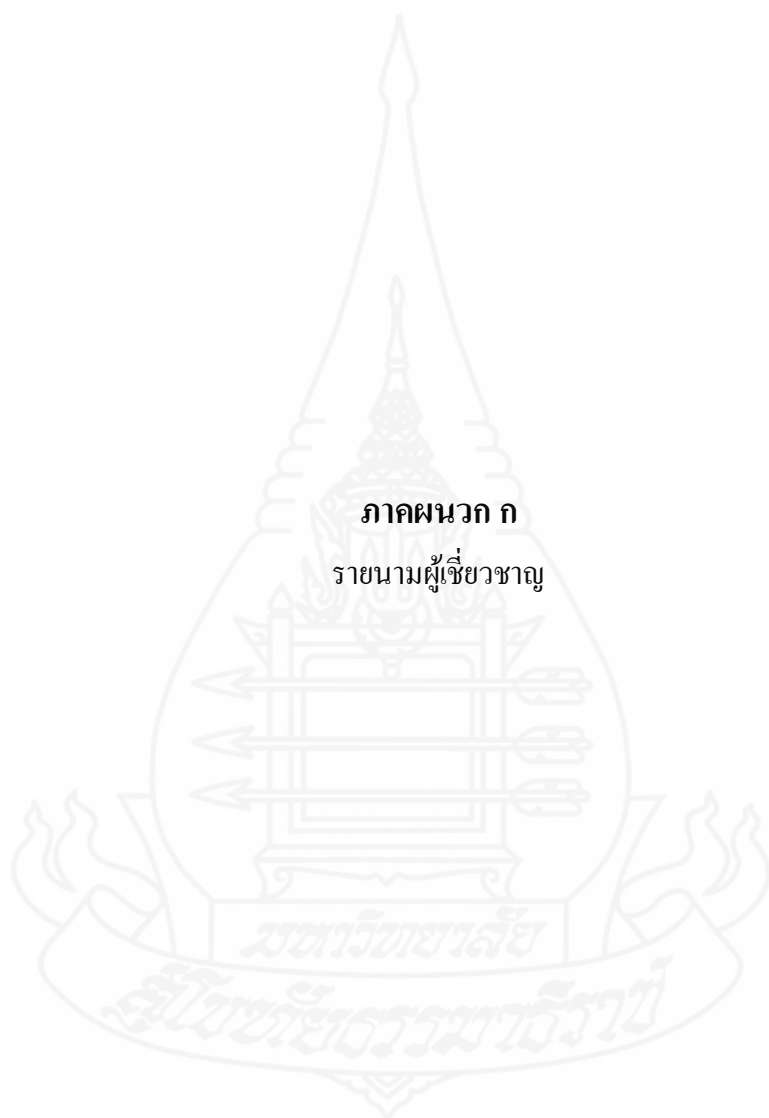 ภาคผนวก ก
รายนามผู้เชี่ยวชาญ
มหาวิทยาลัย
สุโขทัยธรรมาธิราช